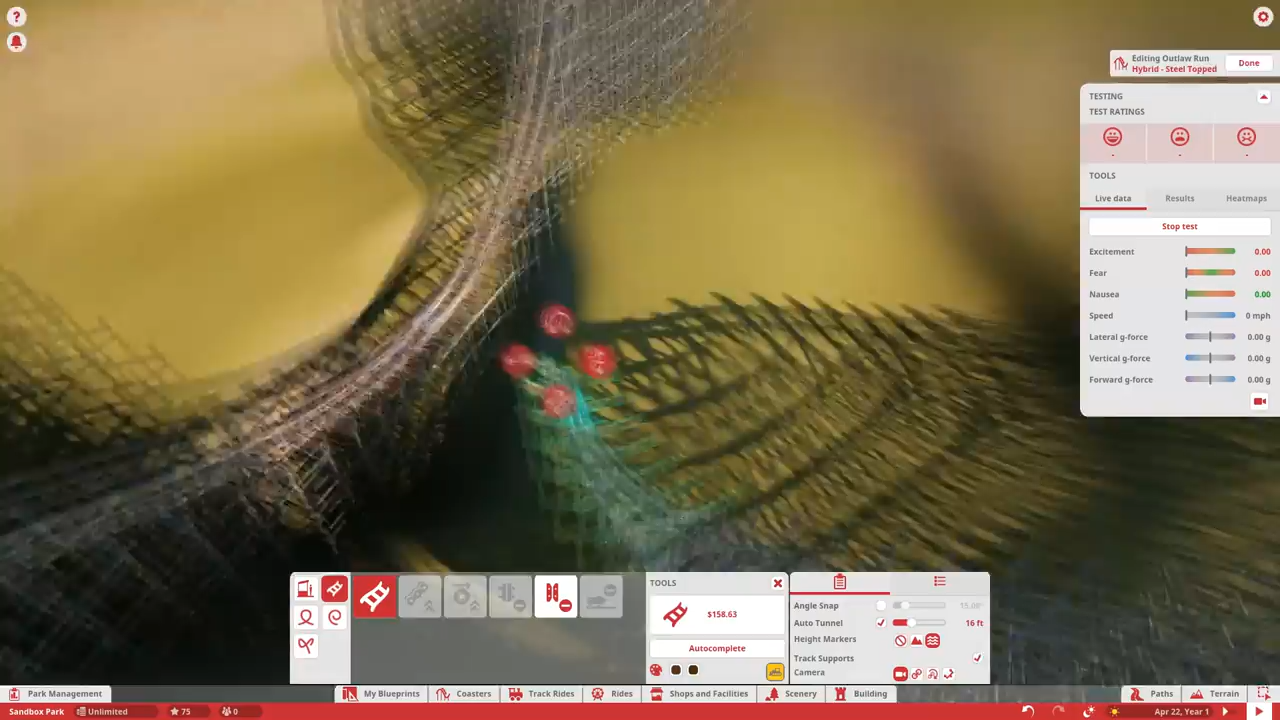 ?
Editing Outlaw Run
Hybrid - Steel Topped
Done
TESTING
TEST RATINGS
- - -
TOOLS
Live data Results Heatmaps
Stop test
Excitement 0.00
Fear 0.00
Nausea 0.00
Speed 0 mph
Lateral g-force 0.00 g
Vertical g-force 0.00 g
Forward g-force 0.00 g
TOOLS
$158.63
Autocomplete
Angle Snap 15.00°
Auto Tunnel 16 ft
Height Markers
Track Supports
Camera
Park Management My Blueprints Coasters Track Rides Rides Shops and Facilities Scenery Building Paths Terrain
Sandbox Park Unlimited 75 0 Apr 22, Year 1